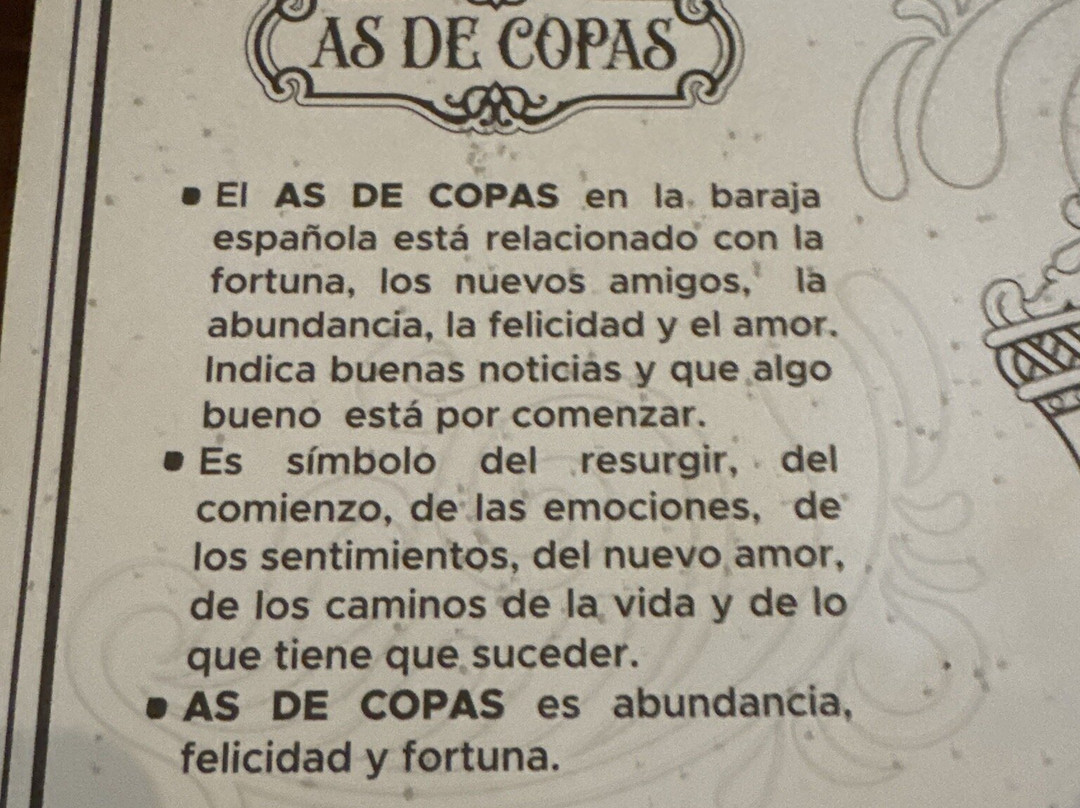 AS DE COPAS
El AS DE COPAS en la baraja
española está relacionado con la
fortuna, los nuevos amigos, la
abundancia, la felicidad y el amor.
Indica buenas noticias y que algo
bueno está por comenzar.
Es símbolo del resurgir, del
comienzo, de las emociones, de
los sentimientos, del nuevo amor,
de los caminos de la vida y de lo
que tiene que suceder.
AS DE COPAS es abundancia,
felicidad y fortuna.